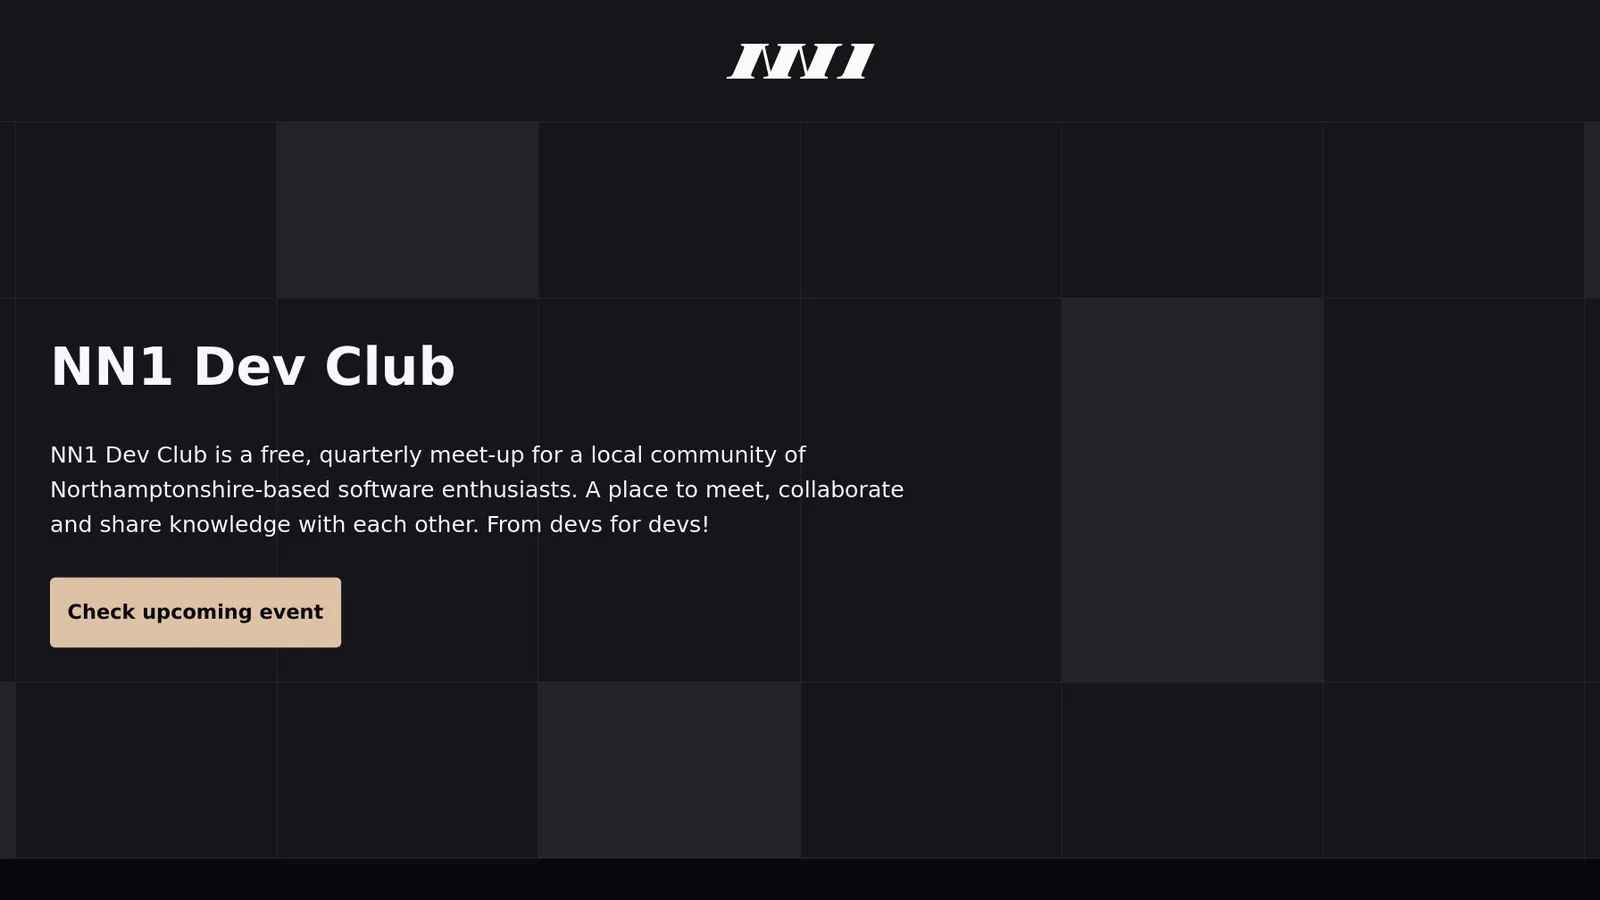 NN1
NN1 Dev Club
NN1 Dev Club is a free, quarterly meet-up for a local community of
Northamptonshire-based software enthusiasts. A place to meet, collaborate
and share knowledge with each other. From devs for devs!
Check upcoming event